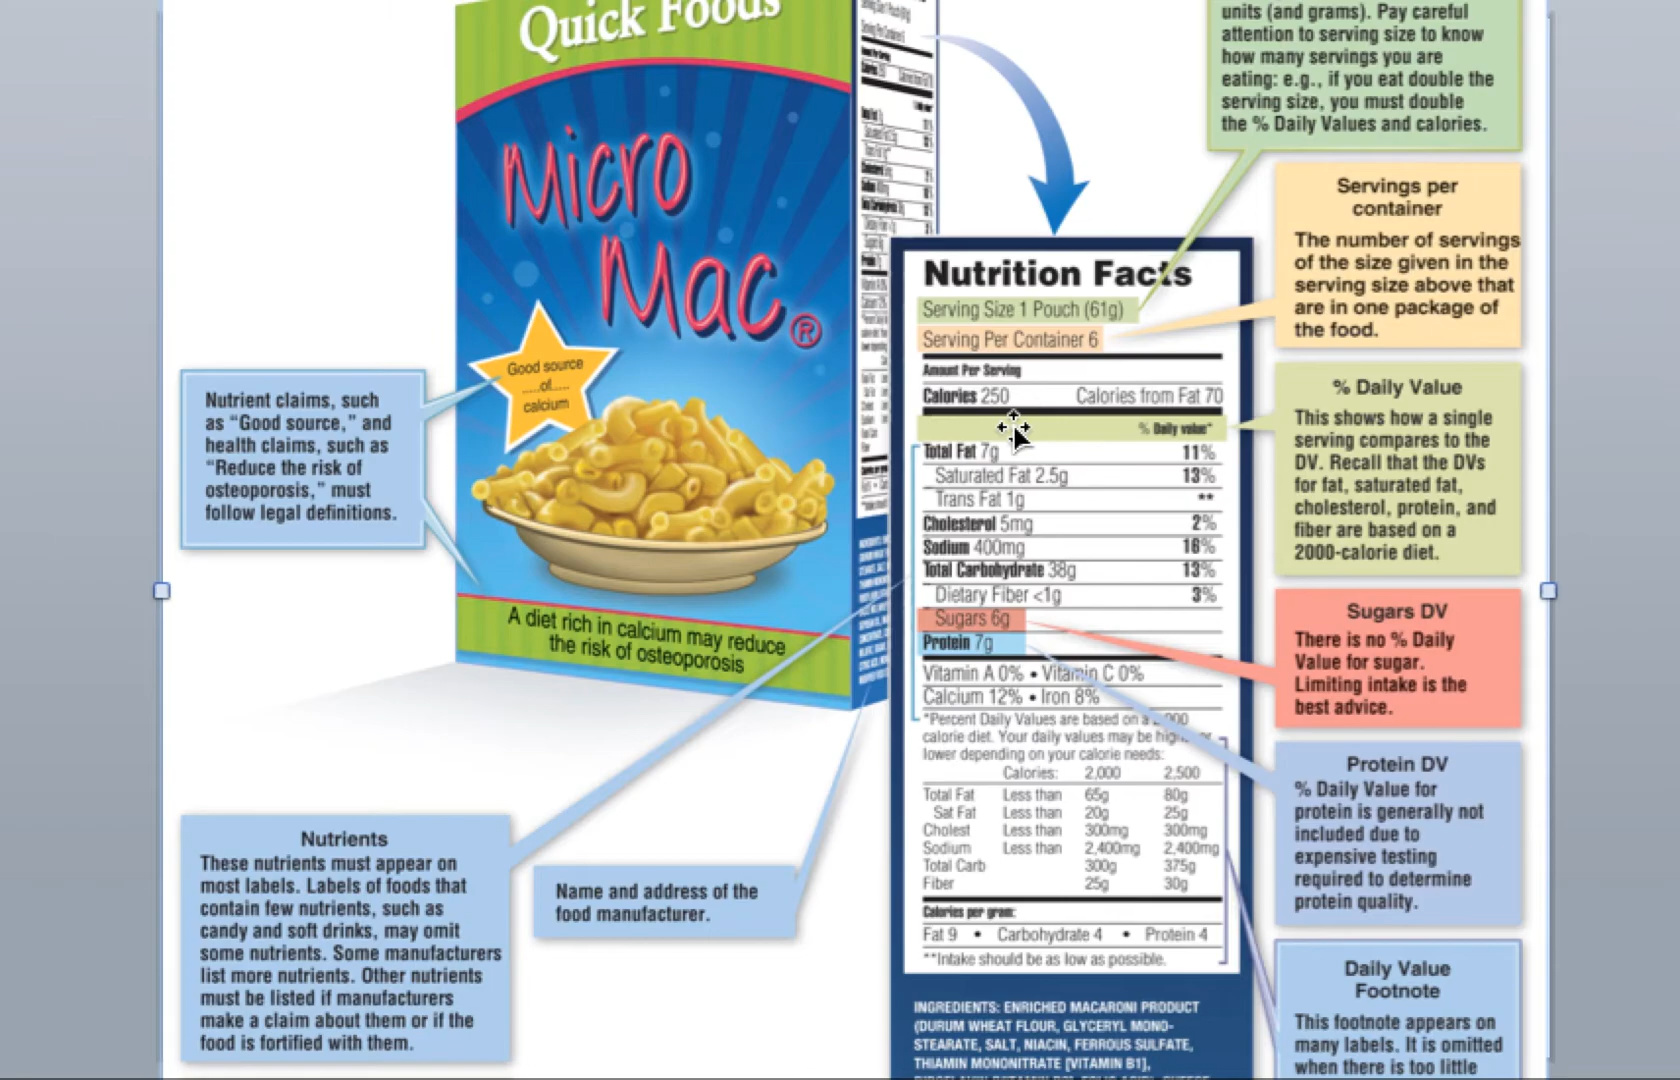 Quick Foods
Micro
Mac®
Good source
.....of.....
calcium
A diet rich in calcium may reduce
the risk of osteoporosis
Nutrient claims, such
as “Good source,” and
health claims, such as
“Reduce the risk of
osteoporosis,” must
follow legal definitions.
Nutrients
These nutrients must appear on
most labels. Labels of foods that
contain few nutrients, such as
candy and soft drinks, may omit
some nutrients. Some manufacturers
list more nutrients. Other nutrients
must be listed if manufacturers
make a claim about them or if the
food is fortified with them.
Name and address of the
food manufacturer.
Nutrition Facts
Serving Size 1 Pouch (61g)
Serving Per Container 6
Amount Per Serving
Calories 250 Calories from Fat 70
% Daily value*
Total Fat 7g 11%
Saturated Fat 2.5g 13%
Trans Fat 1g **
Cholesterol 5mg 2%
Sodium 400mg 16%
Total Carbohydrate 38g 13%
Dietary Fiber <1g 3%
Sugars 6g
Protein 7g
Vitamin A 0% • Vitamin C 0%
Calcium 12% • Iron 8%
*Percent Daily Values are based on a 2,000
calorie diet. Your daily values may be higher or
lower depending on your calorie needs:
Calories: 2,000 2,500
Total Fat Less than 65g 80g
Sat Fat Less than 20g 25g
Cholest Less than 300mg 300mg
Sodium Less than 2,400mg 2,400mg
Total Carb 300g 375g
Fiber 25g 30g
Calories per gram:
Fat 9 • Carbohydrate 4 • Protein 4
**Intake should be as low as possible.
INGREDIENTS: ENRICHED MACARONI PRODUCT
(DURUM WHEAT FLOUR, GLYCERYL MONO-
STEARATE, SALT, NIACIN, FERROUS SULFATE,
THIAMIN MONONITRATE [VITAMIN B1],
units (and grams). Pay careful
attention to serving size to know
how many servings you are
eating: e.g., if you eat double the
serving size, you must double
the % Daily Values and calories.
Servings per
container
The number of servings
of the size given in the
serving size above that
are in one package of
the food.
% Daily Value
This shows how a single
serving compares to the
DV. Recall that the DVs
for fat, saturated fat,
cholesterol, protein, and
fiber are based on a
2000-calorie diet.
Sugars DV
There is no % Daily
Value for sugar.
Limiting intake is the
best advice.
Protein DV
% Daily Value for
protein is generally not
included due to
expensive testing
required to determine
protein quality.
Daily Value
Footnote
This footnote appears on
many labels. It is omitted
when there is too little